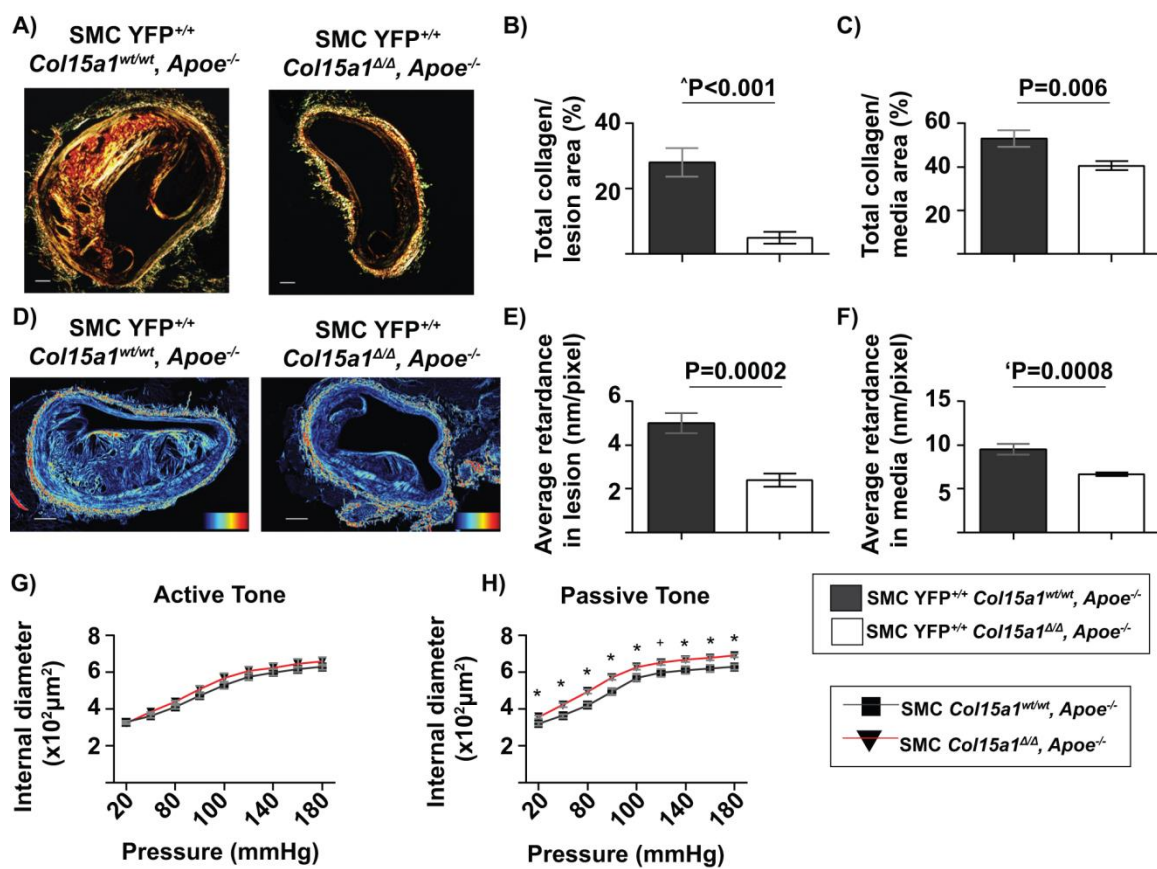 A)
SMC YFP+/+
Col15a1wt/wt, Apoe-/-
SMC YFP+/+
Col15a1Δ/Δ, Apoe-/-
B)
Total collagen/
lesion area (%)
40
20
^P<0.001
C)
Total collagen/
media area (%)
60
40
20
P=0.006
D)
SMC YFP+/+
Col15a1wt/wt, Apoe-/-
SMC YFP+/+
Col15a1Δ/Δ, Apoe-/-
E)
Average retardance
in lesion (nm/pixel)
6
4
2
P=0.0002
F)
Average retardance
in media (nm/pixel)
15
10
5
‘P=0.0008
G)
Active Tone
Internal diameter
(x10²µm²)
8
6
4
2
20
80
100
140
180
Pressure (mmHg)
H)
Passive Tone
Internal diameter
(x10²µm²)
8
6
4
2
* * * * * + * * *
20
80
100
140
180
Pressure (mmHg)
SMC YFP+/+ Col15a1wt/wt, Apoe-/-
SMC YFP+/+ Col15a1Δ/Δ, Apoe-/-
SMC Col15a1wt/wt, Apoe-/-
SMC Col15a1Δ/Δ, Apoe-/-